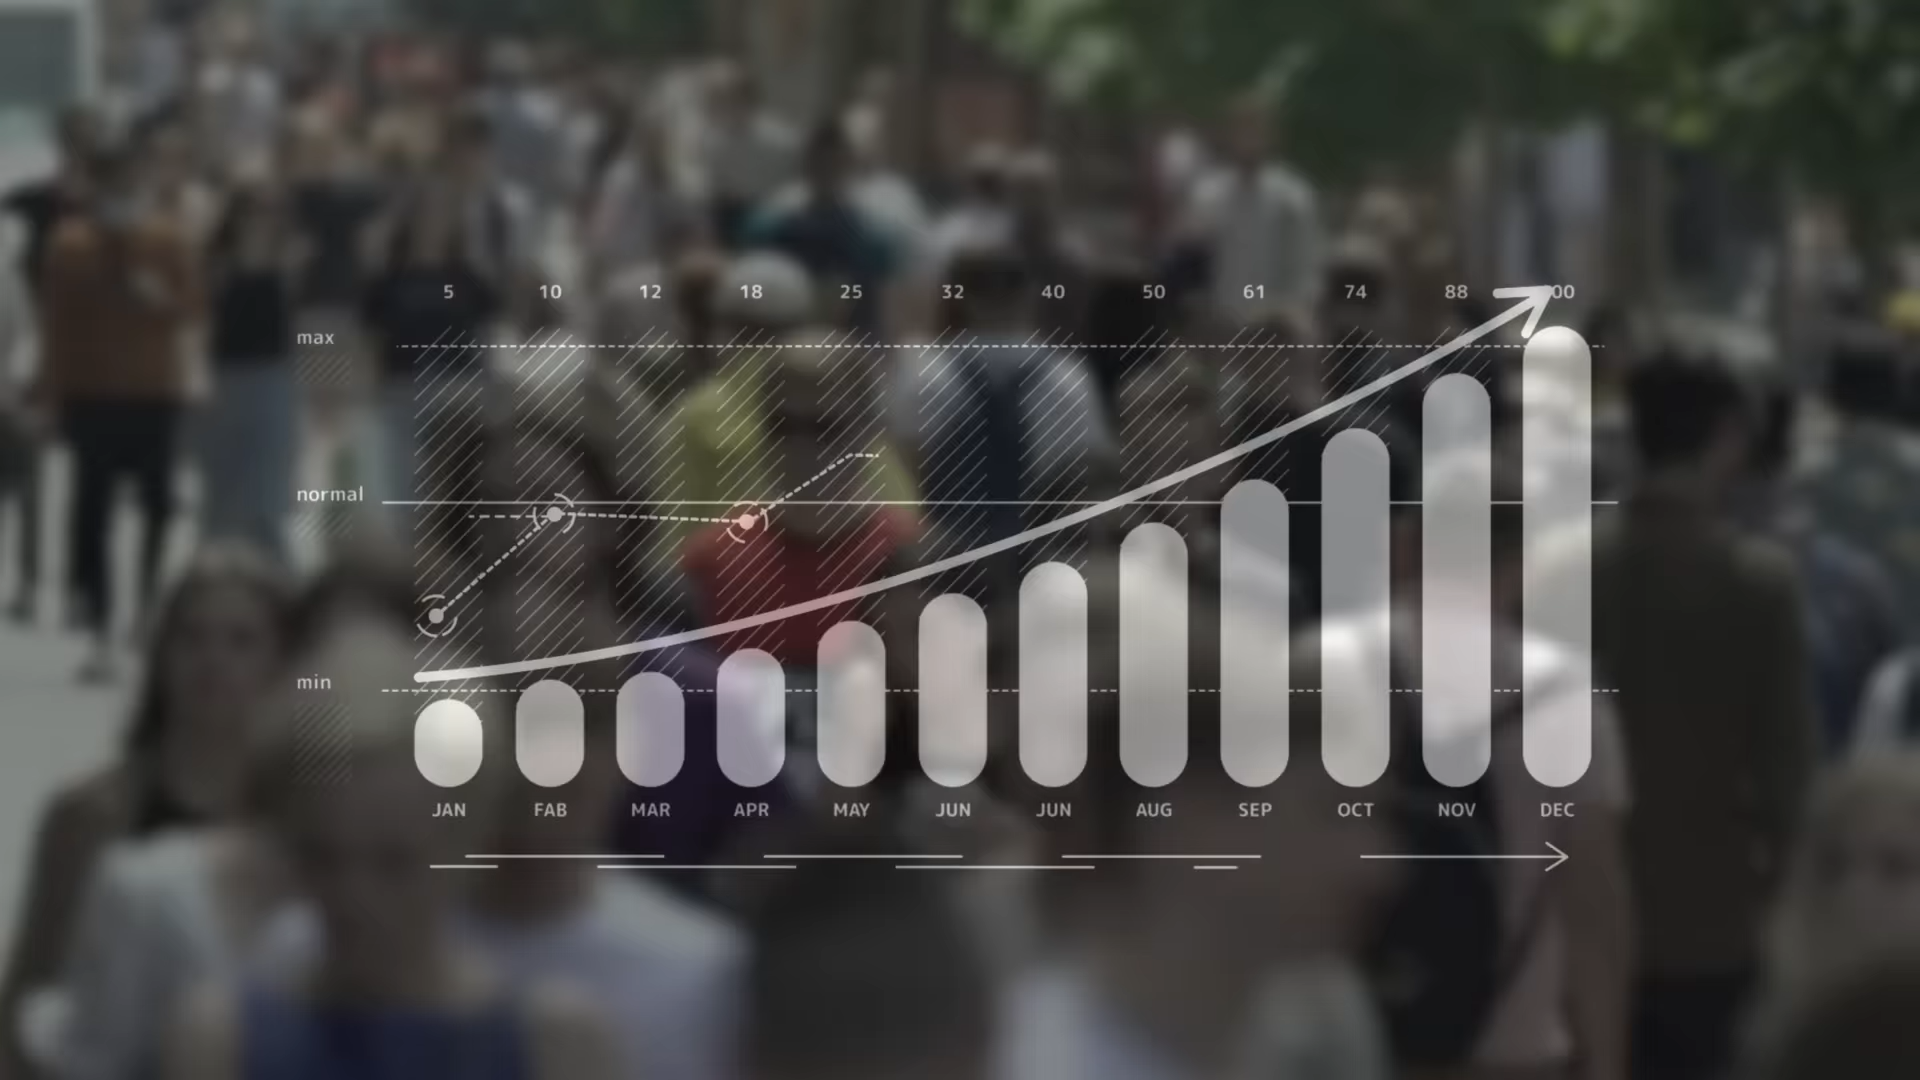 5 10 12 18 25 32 40 50 61 74 88 00
max
normal
min
JAN FAB MAR APR MAY JUN JUN AUG SEP OCT NOV DEC